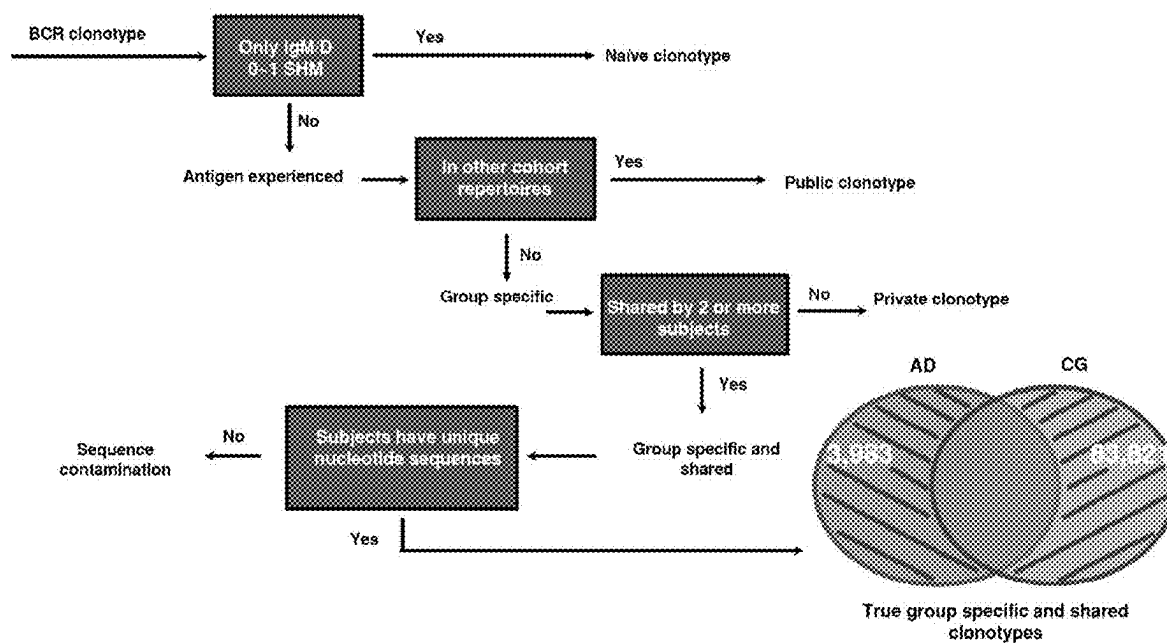 BCR clonotype
Only IgM D
0-1 SHM
Yes
Naïve clonotype
No
Antigen experienced
In other cohort
repertoires
Yes
Public clonotype
No
Group specific
Shared by 2 or more
subjects
No
Private clonotype
Yes
AD
CG
Group specific and
shared
Subjects have unique
nucleotide sequences
No
Sequence
contamination
Yes
True group specific and shared
clonotypes